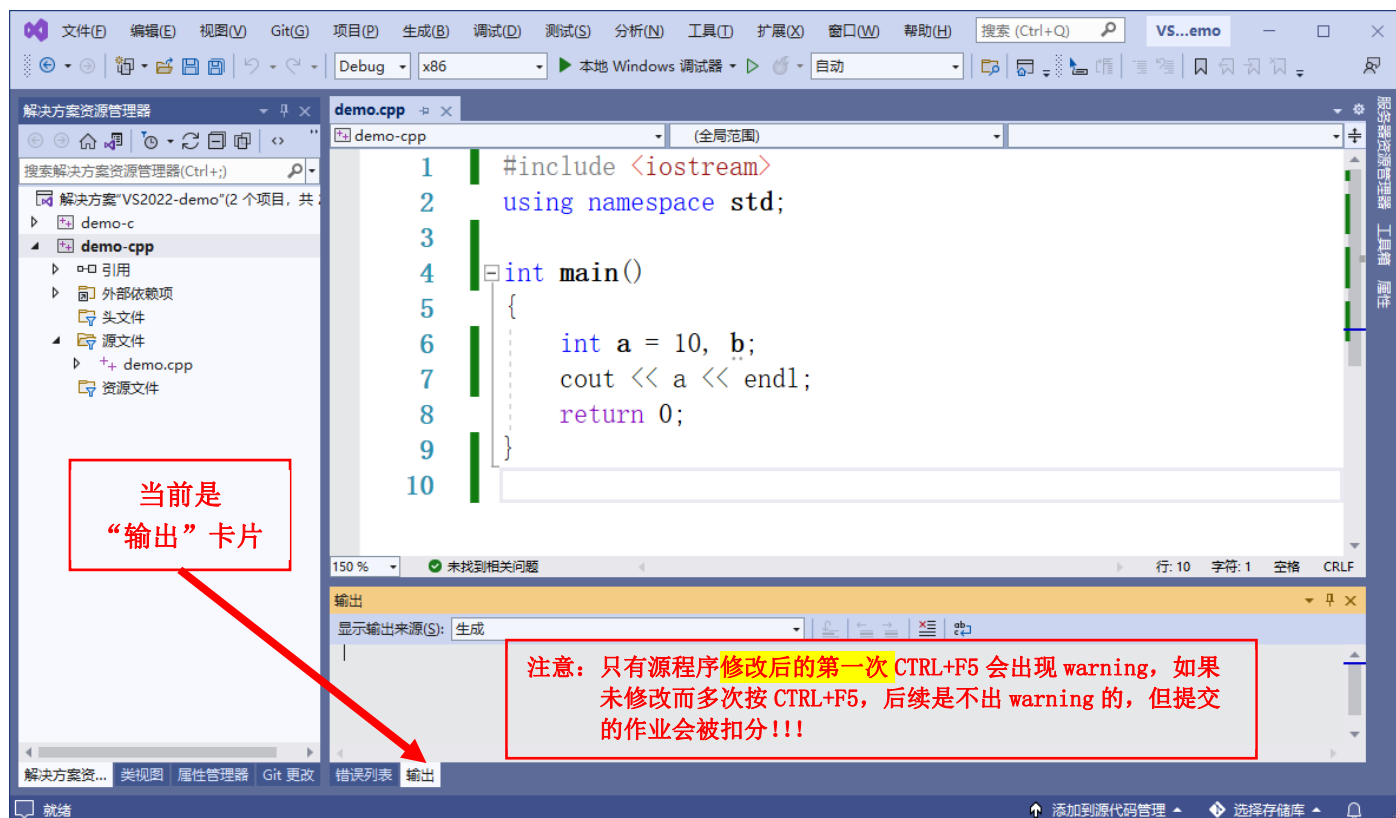 文件(F) 编辑(E) 视图(V) Git(G) 项目(P) 生成(B) 调试(D) 测试(S) 分析(N) 工具(T) 扩展(X) 窗口(W) 帮助(H) 搜索 (Ctrl+Q) VS...emo
Debug x86 本地 Windows 调试器 自动
解决方案资源管理器
搜索解决方案资源管理器(Ctrl+;)
解决方案"VS2022-demo"(2 个项目, 共
demo-c
demo-cpp
引用
外部依赖项
头文件
源文件
demo.cpp
资源文件
当前是
“输出”卡片
解决方案资... 类视图 属性管理器 Git 更改
demo.cpp
demo-cpp (全局范围)
1 #include <iostream>
2 using namespace std;
3
4 int main()
5 {
6 int a = 10, b;
7 cout << a << endl;
8 return 0;
9 }
10
150 % 未找到相关问题 行: 10 字符: 1 空格 CRLF
输出
显示输出来源(S): 生成
注意：只有源程序修改后的第一次 CTRL+F5 会出现 warning，如果
未修改而多次按 CTRL+F5，后续是不出 warning 的，但提交
的作业会被扣分!!!
错误列表 输出
服务器资源管理器 工具箱 属性
就绪 添加到源代码管理 选择存储库